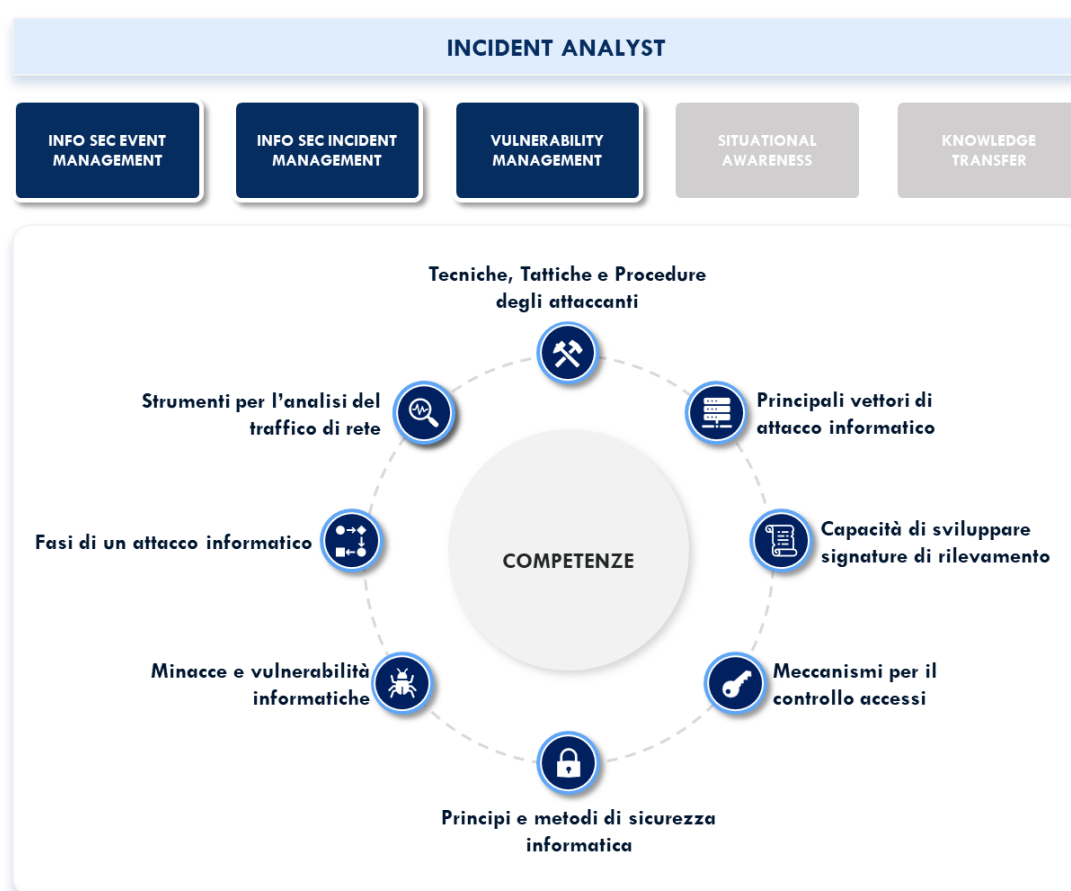 INCIDENT ANALYST
INFO SEC EVENT
MANAGEMENT
INFO SEC INCIDENT
MANAGEMENT
VULNERABILITY
MANAGEMENT
SITUATIONAL
AWARENESS
KNOWLEDGE
TRANSFER
Tecniche, Tattiche e Procedure
degli attaccanti
Strumenti per l'analisi del
traffico di rete
Principali vettori di
attacco informatico
Fasi di un attacco informatico
Capacità di sviluppare
signature di rilevamento
COMPETENZE
Minacce e vulnerabilità
informatiche
Meccanismi per il
controllo accessi
Principi e metodi di sicurezza
informatica